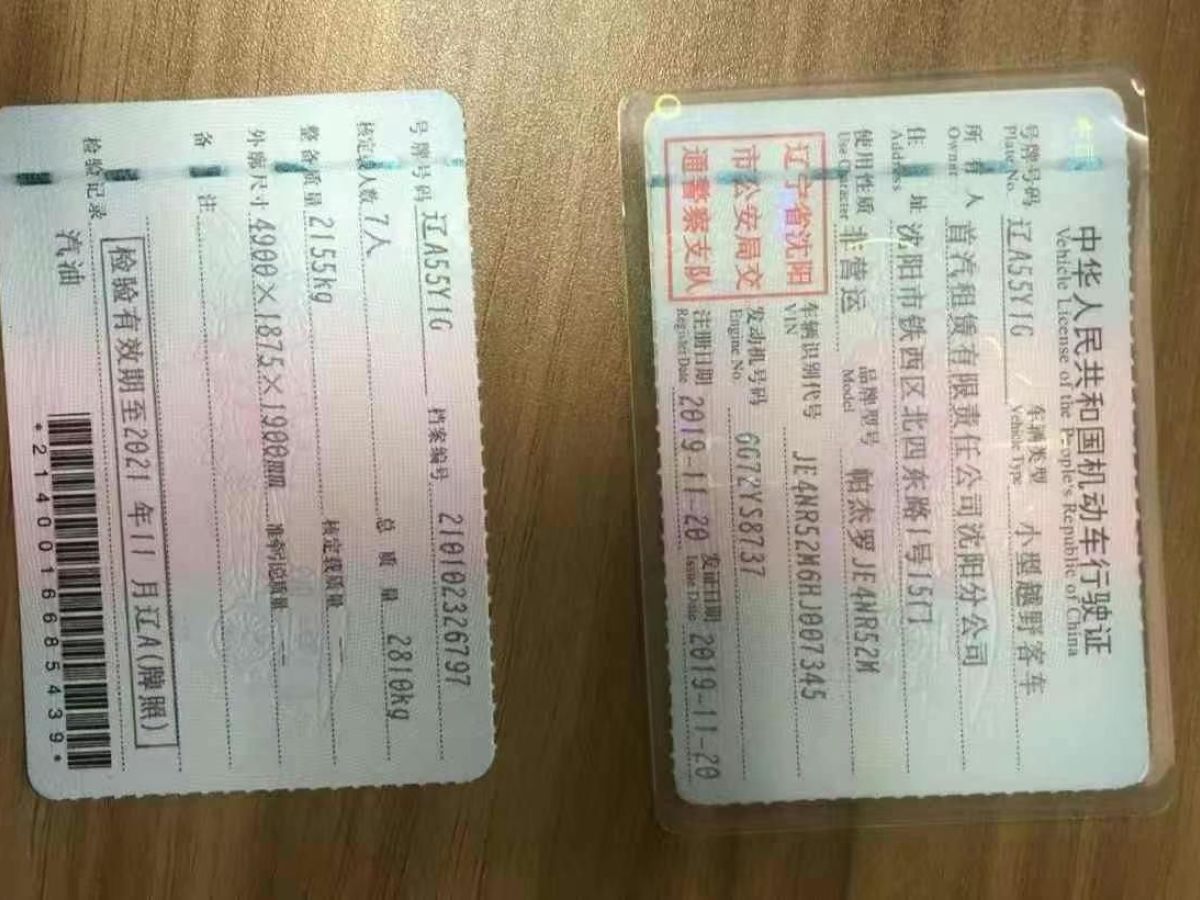 中华人民共和国机动车行驶证
Vehicle License of the People's Republic of China
号牌号码 辽A55Y1G 车辆类型 小型越野客车
Plate No. Vehicle Type
所有人 首汽租赁有限责任公司沈阳分公司
Owner
住址 沈阳市铁西区北四东路1号15门
Address
使用性质 非营运 品牌型号 帕杰罗JE4NR52M
Use Character Model
辽宁省沈阳
市公安局交
通警察支队
车辆识别代号 JE4NR52M6HJ007345
VIN
发动机号码 6G72YS8737
Engine No.
注册日期 2019-11-20 发证日期 2019-11-20
Register Date Issue Date
号牌号码 辽A55Y1G 档案编号 210102326797
核定载人数 7人 总质量 2810kg
整备质量 2155kg 核定载质量 --
外廓尺寸 4900×1875×1900mm 准牵引总质量 --
备注
检验记录 检验有效期至2021年11月辽A(牌照)
汽油
*2140016685439*